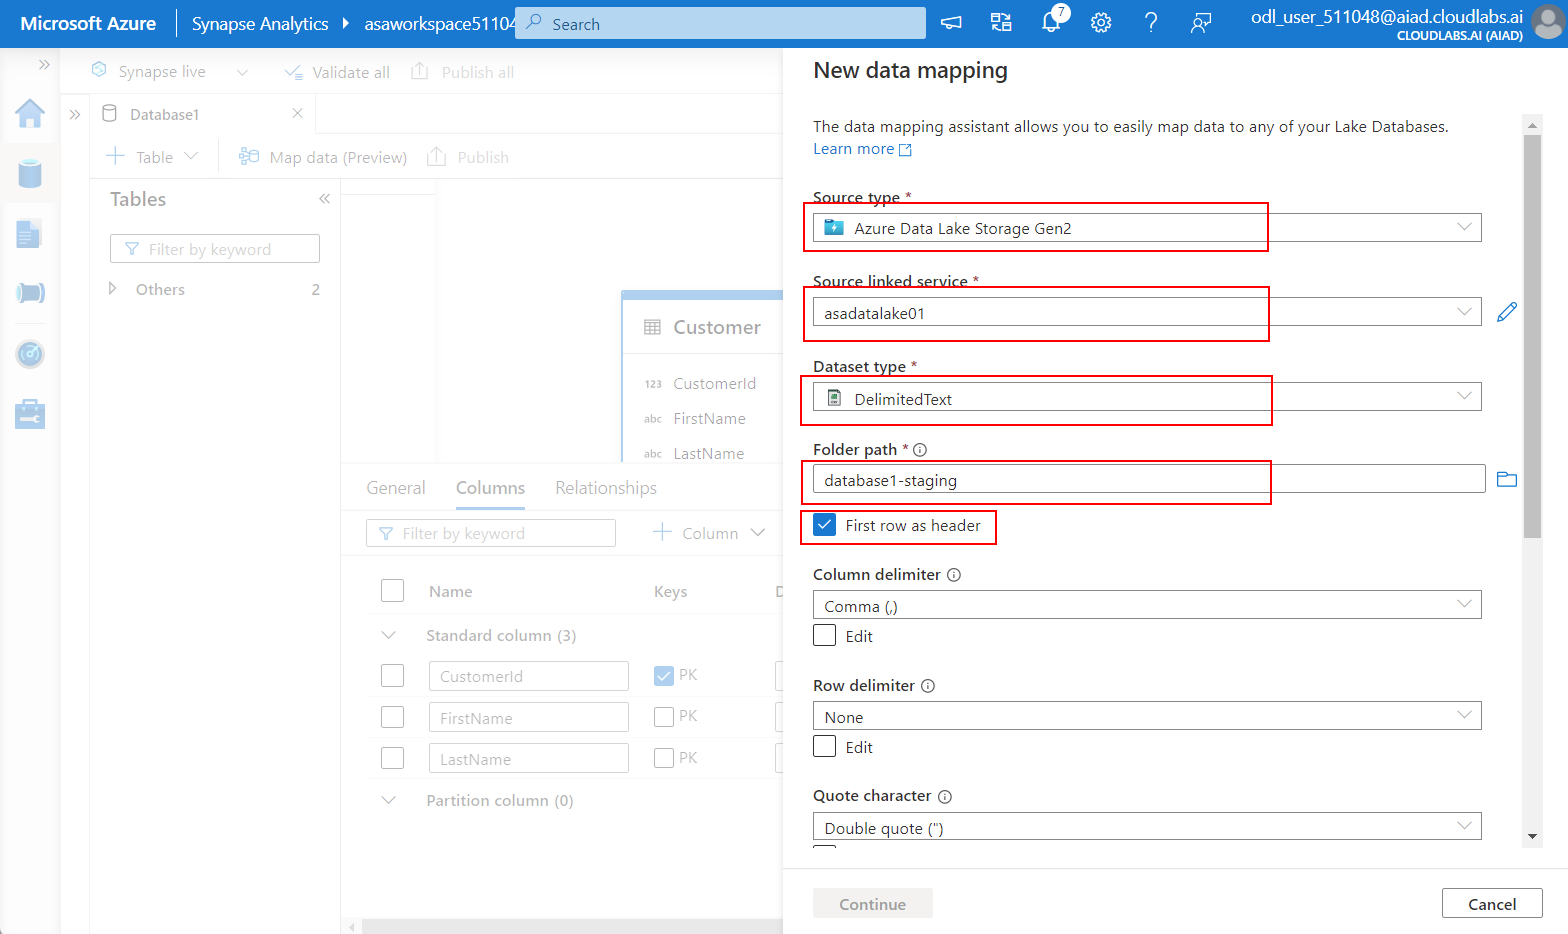 Microsoft Azure
Synapse Analytics
asaworkspace51104
Search
7
odl_user_511048@aiad.cloudlabs.ai
CLOUDLABS.AI (AIAD)
Synapse live
Validate all
Publish all
Database1
Table
Map data (Preview)
Publish
Tables
Filter by keyword
Others 2
Customer
123 CustomerId
abc FirstName
abc LastName
General Columns Relationships
Filter by keyword
Column
Name Keys D
Standard column (3)
CustomerId PK
FirstName PK
LastName PK
Partition column (0)
New data mapping
The data mapping assistant allows you to easily map data to any of your Lake Databases.
Learn more
Source type *
Azure Data Lake Storage Gen2
Source linked service *
asadatalake01
Dataset type *
DelimitedText
Folder path *
database1-staging
First row as header
Column delimiter
Comma (,)
Edit
Row delimiter
None
Edit
Quote character
Double quote (")
Continue
Cancel